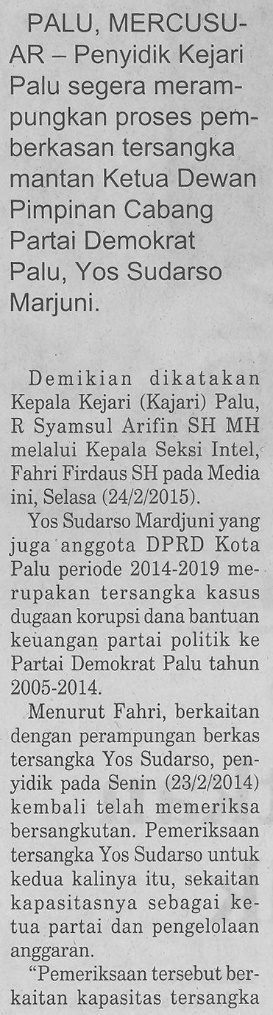 PALU, MERCUSU-
AR – Penyidik Kejari
Palu segera meram-
pungkan proses pem-
berkasan tersangka
mantan Ketua Dewan
Pimpinan Cabang
Partai Demokrat
Palu, Yos Sudarso
Marjuni.
Demikian dikatakan
Kepala Kejari (Kajari) Palu,
R Syamsul Arifin SH MH
melalui Kepala Seksi Intel,
Fahri Firdaus SH pada Media
ini, Selasa (24/2/2015).
Yos Sudarso Mardjuni yang
juga anggota DPRD Kota
Palu periode 2014-2019 me-
rupakan tersangka kasus
dugaan korupsi dana bantuan
keuangan partai politik ke
Partai Demokrat Palu tahun
2005-2014.
Menurut Fahri, berkaitan
dengan perampungan berkas
tersangka Yos Sudarso, pen-
yidik pada Senin (23/2/2014)
kembali telah memeriksa
bersangkutan. Pemeriksaan
tersangka Yos Sudarso untuk
kedua kalinya itu, sekaitan
kapasitasnya sebagai ke-
tua partai dan pengelolaan
anggaran.
“Pemeriksaan tersebut ber-
kaitan kapasitas tersangka